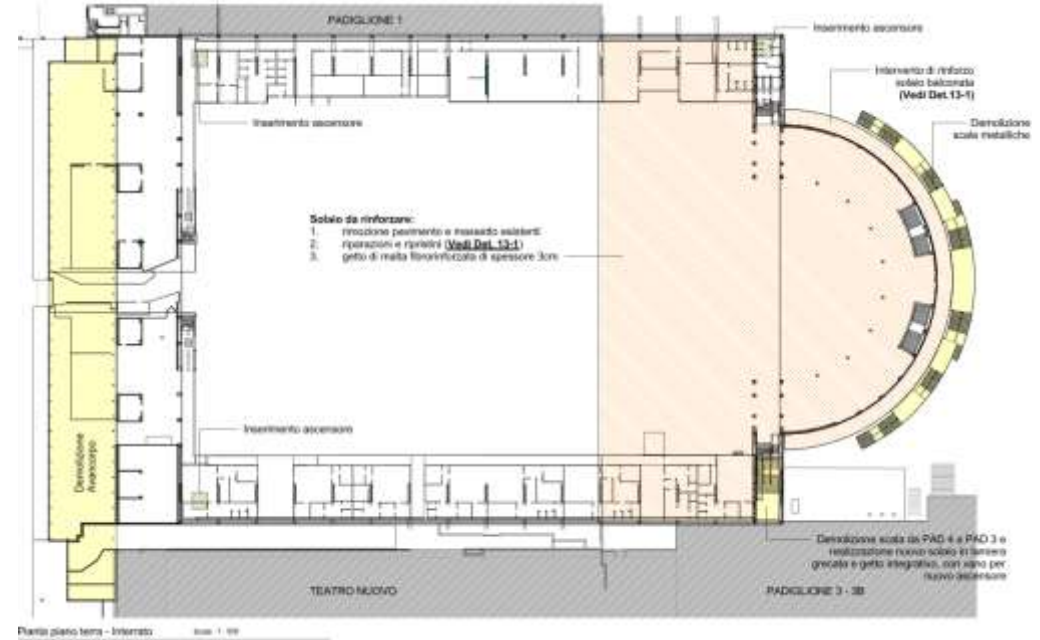 PADIGLIONE 1
Inserimento ascensore
Intervento di rinforzo
solaio balconata
(Vedi Det.13-1)
Demolizione
scale metalliche
Inserimento ascensore
Solaio da rinforzare:
1. rimozione pavimento e massetto esistenti
2. riparazioni e ripristini (Vedi Det. 13-1)
3. getto di malta fibrorinforzata di spessore 3cm
Inserimento ascensore
Demolizione
Avancorpo
Demolizione scala da PAD 4 a PAD 3 e
realizzazione nuovo solaio in lamiera
grecata e getto integrativo, con vano per
nuovo ascensore
TEATRO NUOVO
PADIGLIONE 3 - 3B
Pianta piano terra - Interrato